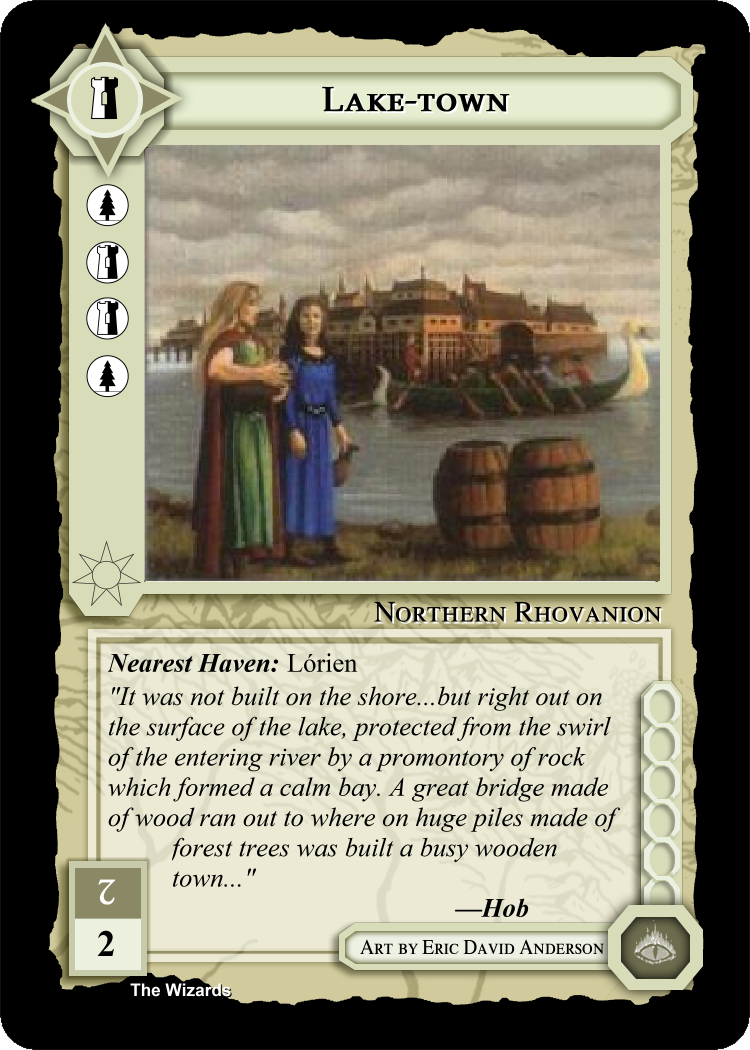 Lake-town
Northern Rhovanion
Nearest Haven: Lórien
"It was not built on the shore...but right out on
the surface of the lake, protected from the swirl
of the entering river by a promontory of rock
which formed a calm bay. A great bridge made
of wood ran out to where on huge piles made of
forest trees was built a busy wooden
town..."
—Hob
2
2
Art by Eric David Anderson
The Wizards